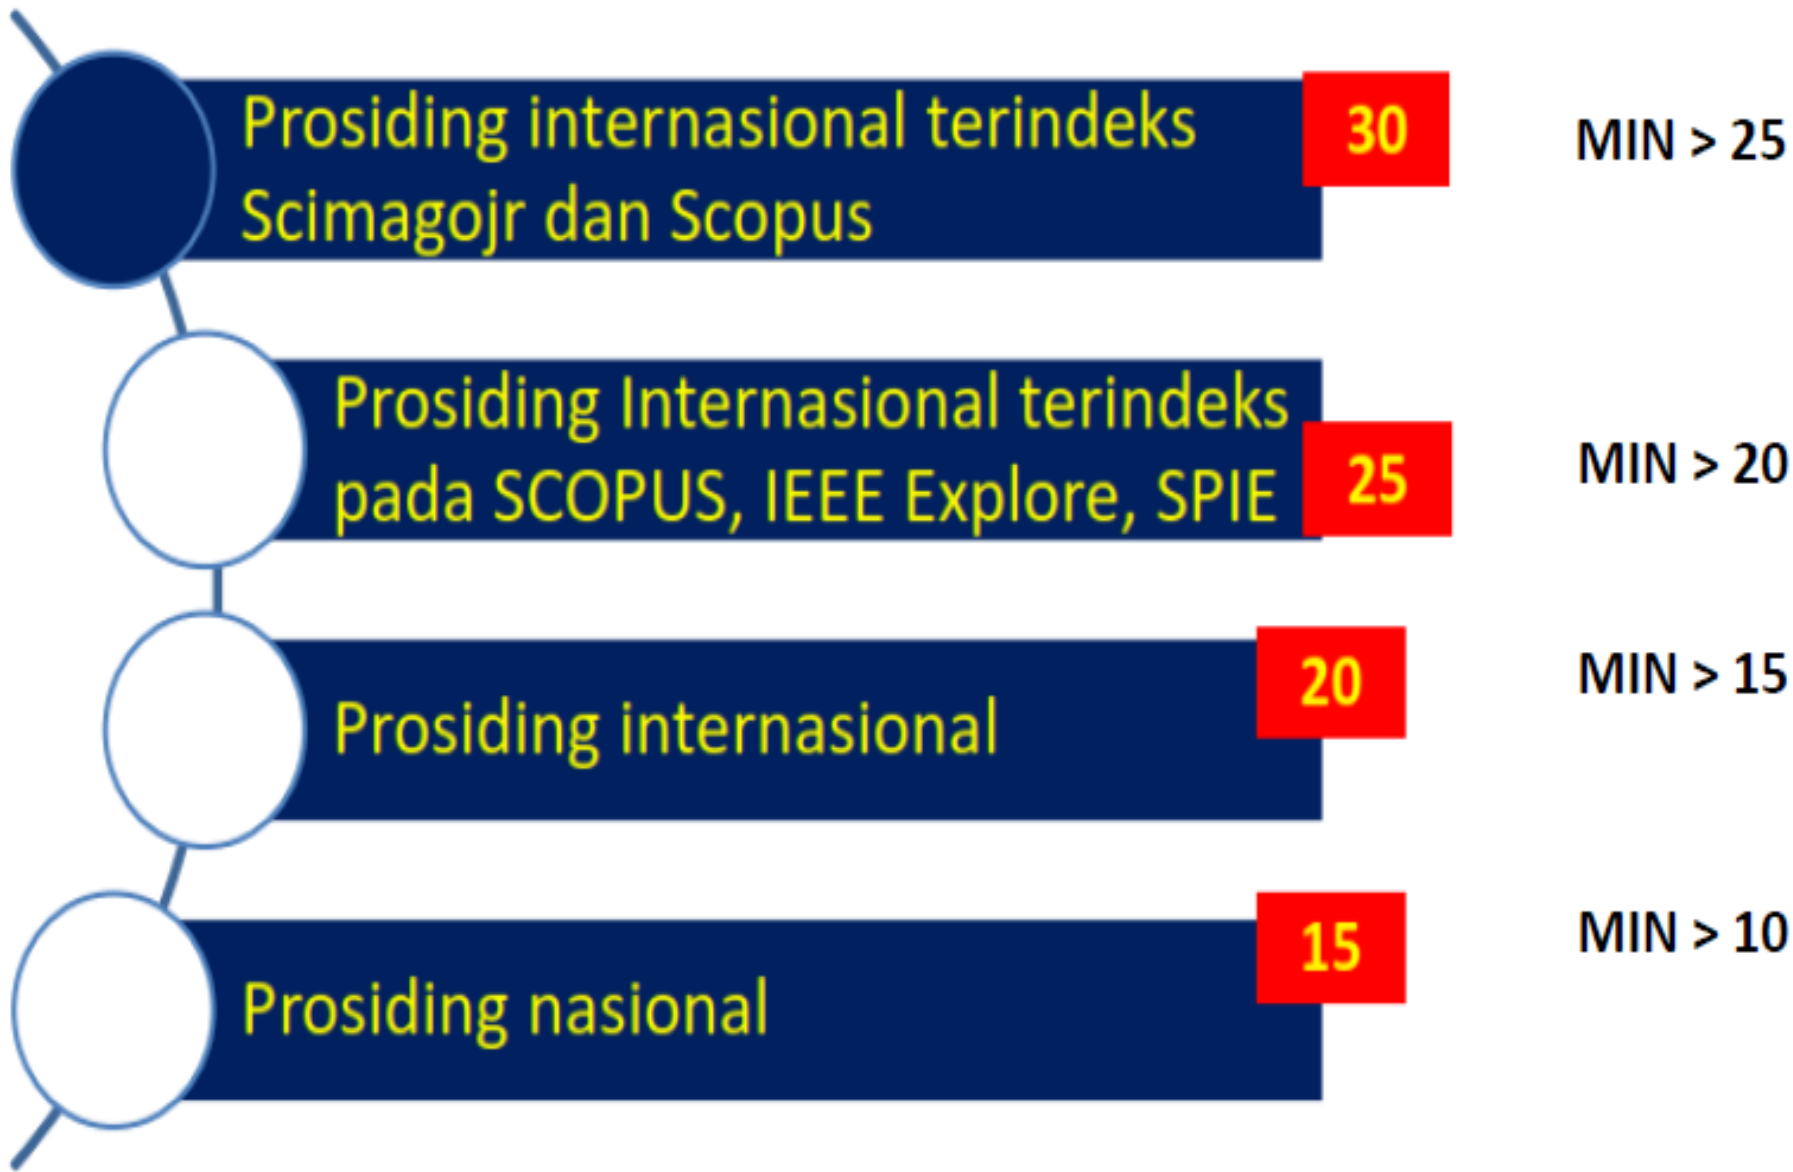 Prosiding internasional terindeks
Scimagojr dan Scopus
30
MIN > 25
Prosiding Internasional terindeks
pada SCOPUS, IEEE Explore, SPIE
25
MIN > 20
Prosiding internasional
20
MIN > 15
Prosiding nasional
15
MIN > 10